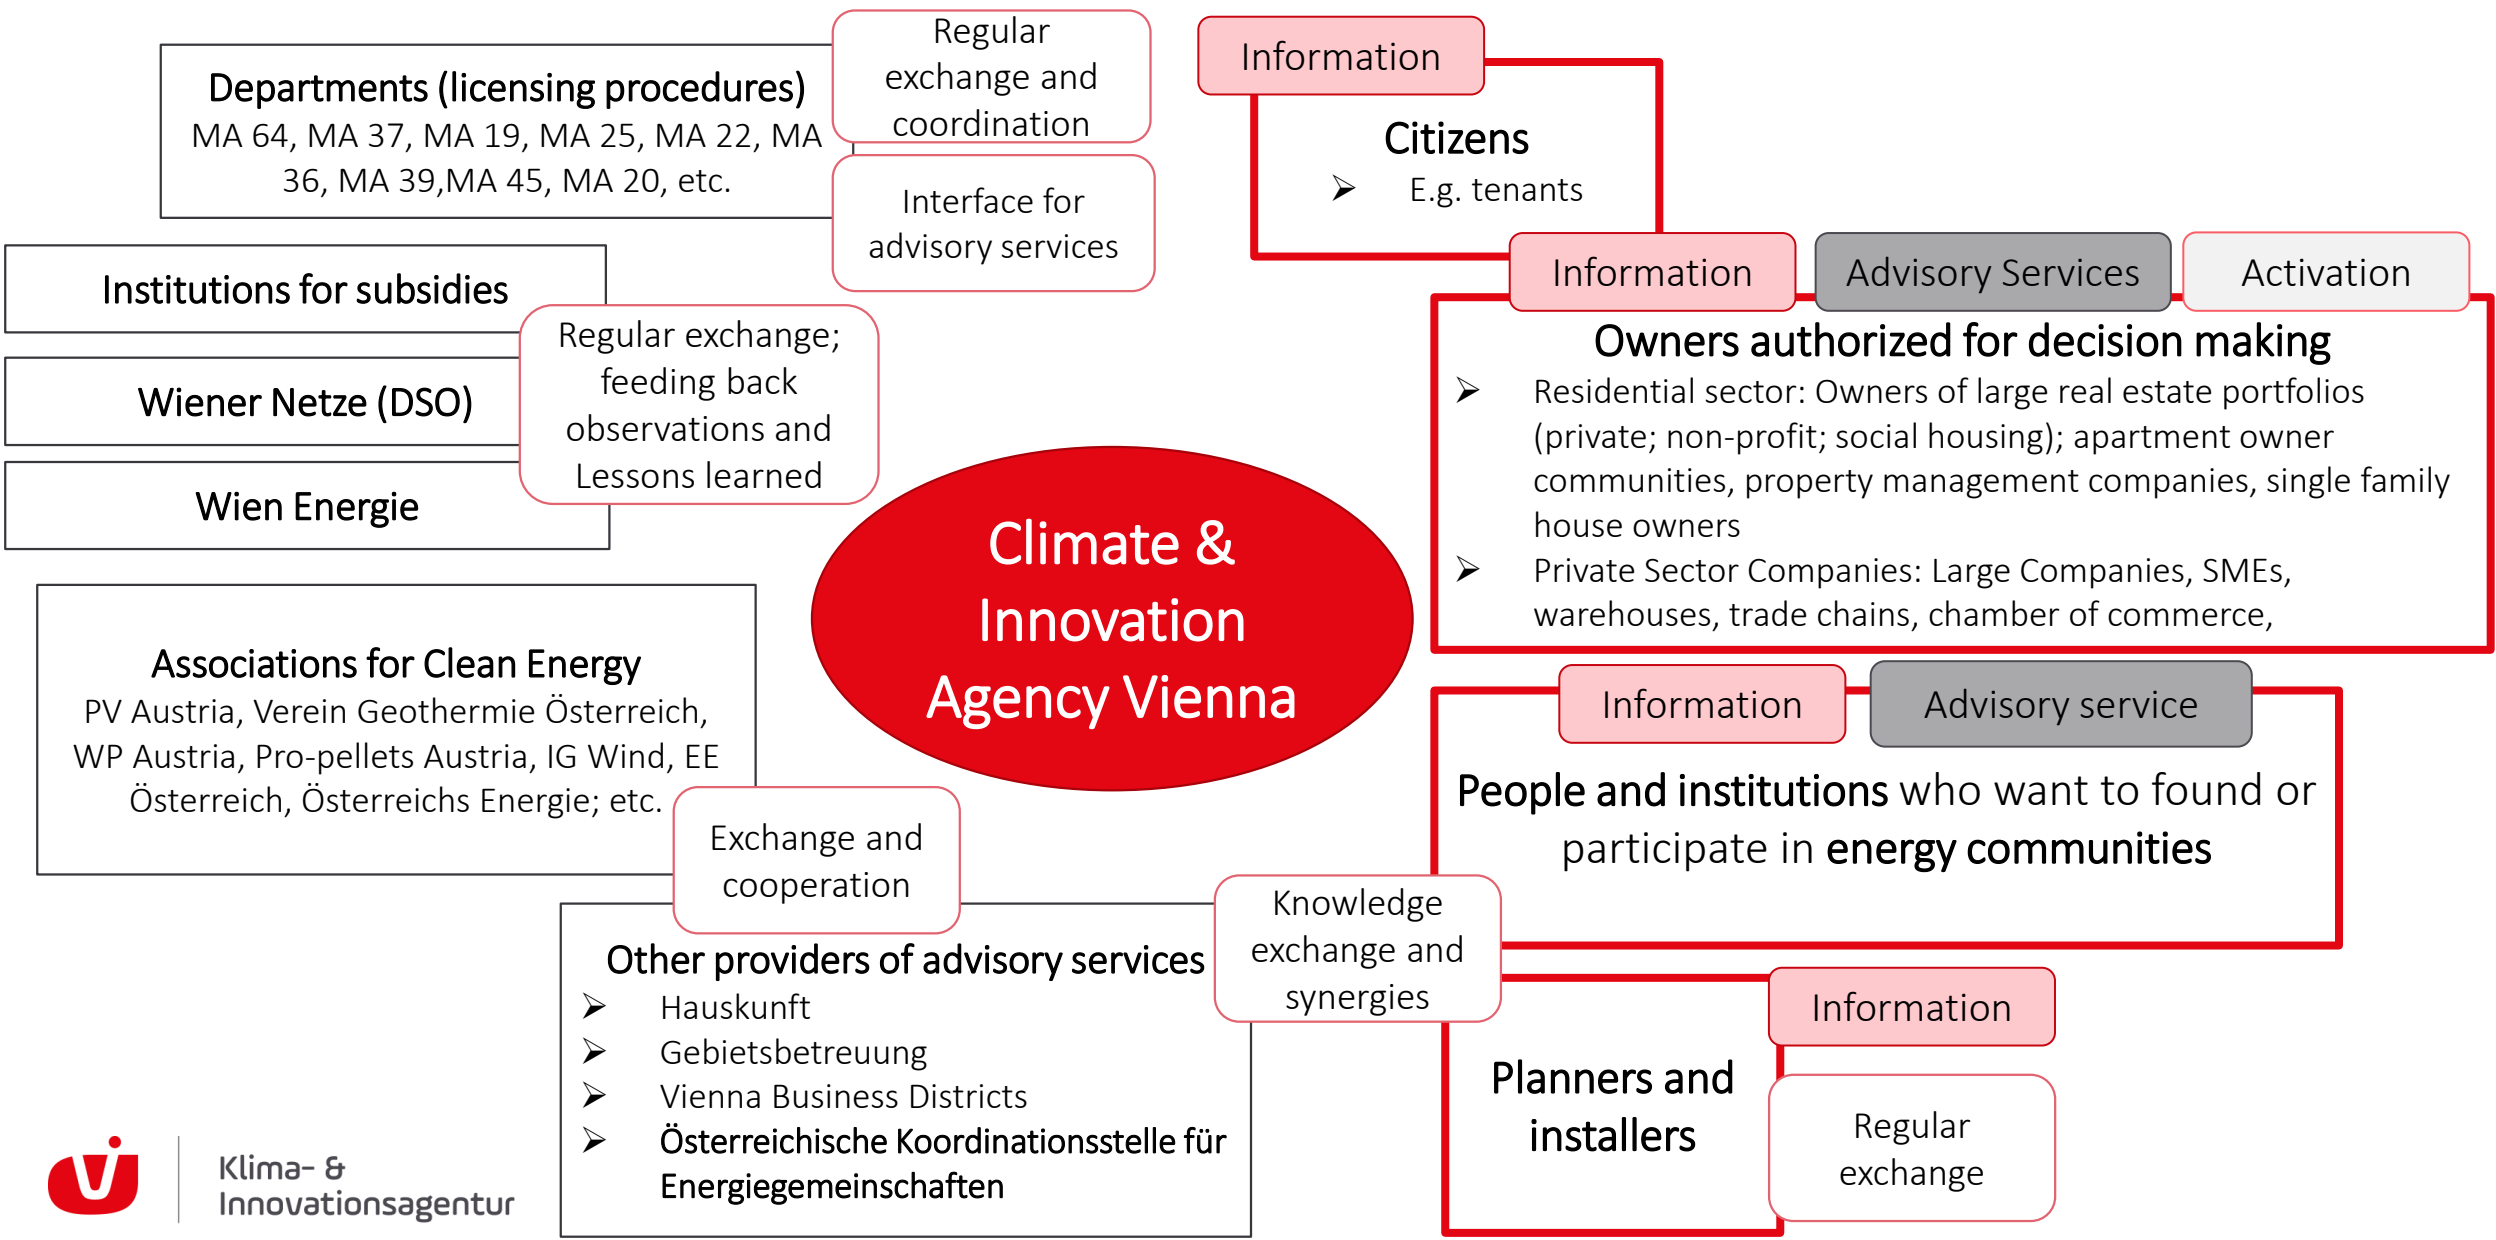 Departments (licensing procedures)
MA 64, MA 37, MA 19, MA 25, MA 22, MA
36, MA 39,MA 45, MA 20, etc.
Regular
exchange and
coordination
Interface for
advisory services
Institutions for subsidies
Wiener Netze (DSO)
Wien Energie
Regular exchange;
feeding back
observations and
Lessons learned
Associations for Clean Energy
PV Austria, Verein Geothermie Österreich,
WP Austria, Pro-pellets Austria, IG Wind, EE
Österreich, Österreichs Energie; etc.
Exchange and
cooperation
Other providers of advisory services
➢ Hauskunft
➢ Gebietsbetreuung
➢ Vienna Business Districts
➢ Österreichische Koordinationsstelle für
Energiegemeinschaften
Knowledge
exchange and
synergies
Climate &
Innovation
Agency Vienna
Information
Citizens
➢ E.g. tenants
Information
Advisory Services
Activation
Owners authorized for decision making
➢ Residential sector: Owners of large real estate portfolios
(private; non-profit; social housing); apartment owner
communities, property management companies, single family
house owners
➢ Private Sector Companies: Large Companies, SMEs,
warehouses, trade chains, chamber of commerce,
Information
Advisory service
People and institutions who want to found or
participate in energy communities
Information
Planners and
installers
Regular
exchange
Klima- &
Innovationsagentur